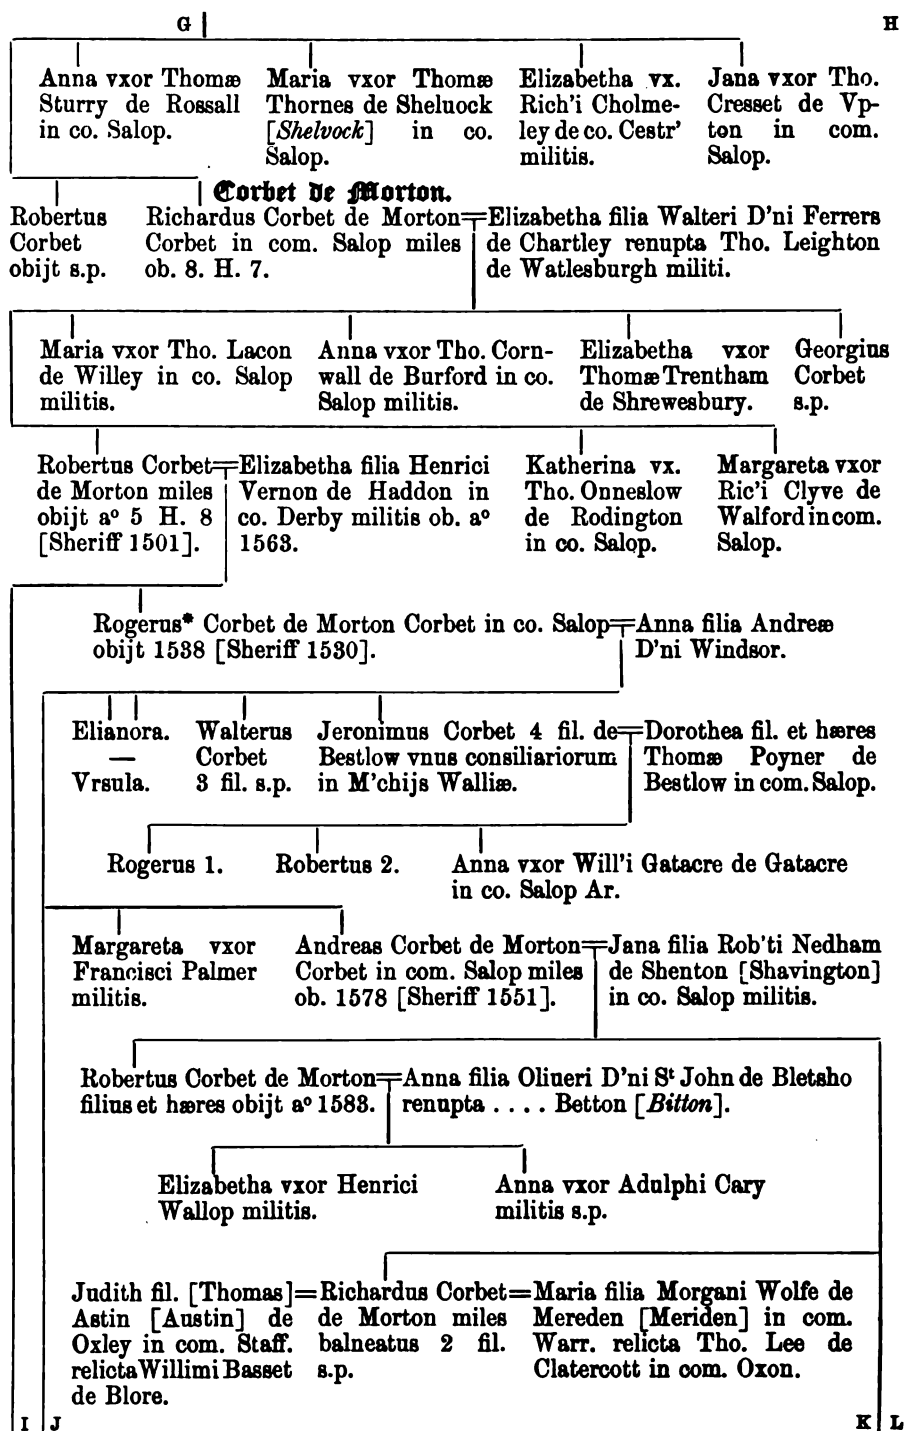 G H
Anna vxor Thomæ
Sturry de Rossall
in co. Salop.
Maria vxor Thomæ
Thornes de Sheluock
[Shelvock] in co.
Salop.
Elizabetha vx.
Rich'i Cholme-
ley de co. Cestr'
militis.
Jana vxor Tho.
Cresset de Vp-
ton in com.
Salop.
Corbet de Morton.
Robertus
Corbet
obijt s.p.
Richardus Corbet de Morton
Corbet in com. Salop miles
ob. 8. H. 7.
Elizabetha filia Walteri D'ni Ferrers
de Chartley renupta Tho. Leighton
de Watlesburgh militi.
Maria vxor Tho. Lacon
de Willey in co. Salop
militis.
Anna vxor Tho. Corn-
wall de Burford in co.
Salop militis.
Elizabetha vxor
Thomæ Trentham
de Shrewesbury.
Georgius
Corbet
s.p.
Robertus Corbet
de Morton miles
obijt aº 5 H. 8
[Sheriff 1501].
Elizabetha filia Henrici
Vernon de Haddon in
co. Derby militis ob. aº
1563.
Katherina vx.
Tho. Onneslow
de Rodington
in co. Salop.
Margareta vxor
Ric'i Clyve de
Walford in com.
Salop.
Rogerus* Corbet de Morton Corbet in co. Salop
obijt 1538 [Sheriff 1530].
Anna filia Andreæ
D'ni Windsor.
Elianora.
—
Vrsula.
Walterus
Corbet
3 fil. s.p.
Jeronimus Corbet 4 fil. de
Bestlow vnus consiliariorum
in M'chijs Walliæ.
Dorothea fil. et hæres
Thomæ Poyner de
Bestlow in com. Salop.
Rogerus 1.
Robertus 2.
Anna vxor Will'i Gatacre de Gatacre
in co. Salop Ar.
Margareta vxor
Francisci Palmer
militis.
Andreas Corbet de Morton
Corbet in com. Salop miles
ob. 1578 [Sheriff 1551].
Jana filia Rob'ti Nedham
de Shenton [Shavington]
in co. Salop militis.
Robertus Corbet de Morton
filius et hæres obijt aº 1583.
Anna filia Oliueri D'ni Sᵗ John de Bletsho
renupta . . . . Betton [Bitton].
Elizabetha vxor Henrici
Wallop militis.
Anna vxor Adulphi Cary
militis s.p.
Judith fil. [Thomas]
Astin [Austin] de
Oxley in com. Staff.
relicta Willimi Basset
de Blore.
Richardus Corbet
de Morton miles
balneatus 2 fil.
s.p.
Maria filia Morgani Wolfe de
Mereden [Meriden] in com.
Warr. relicta Tho. Lee de
Clatercott in com. Oxon.
I J K L